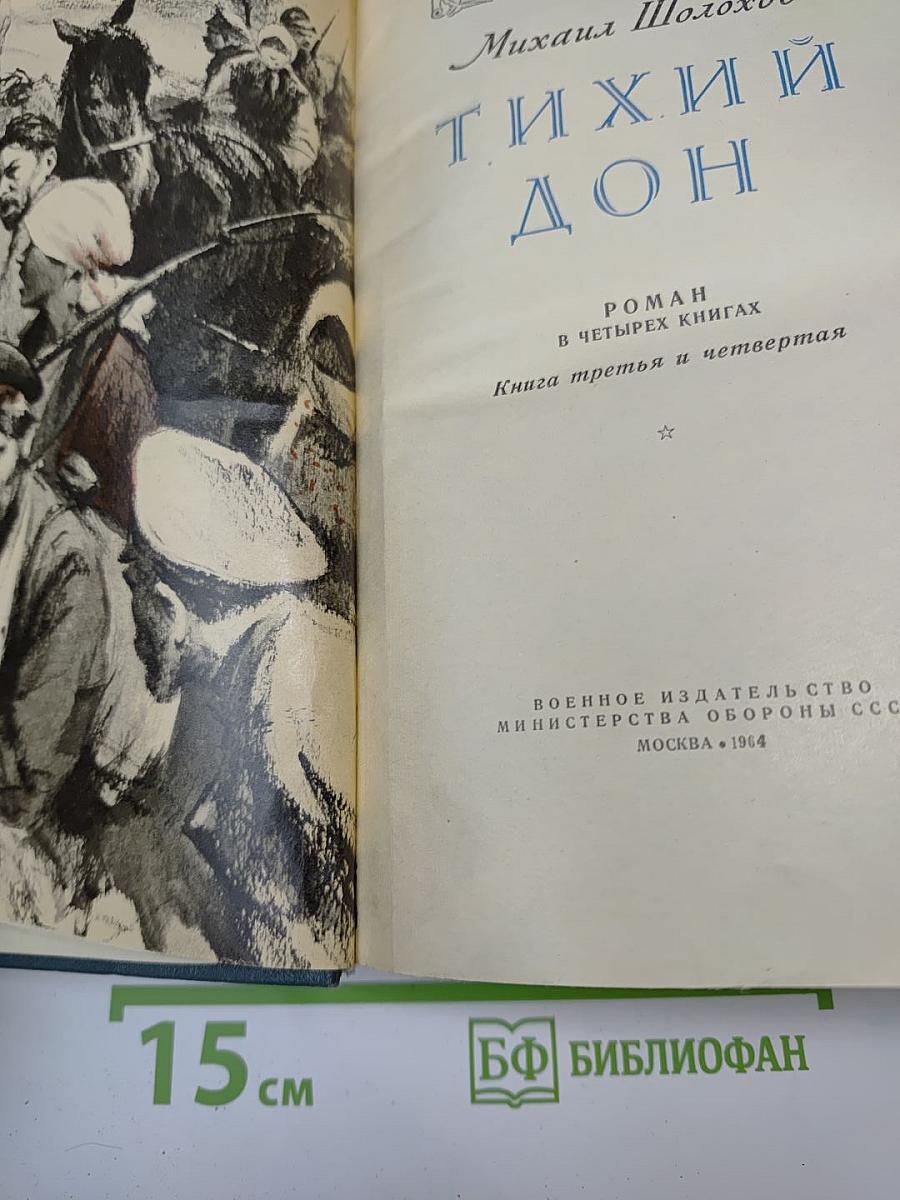 Михаил Шолохов
ТИХИЙ
ДОН
РОМАН
В ЧЕТЫРЕХ КНИГАХ
Книга третья и четвертая
ВОЕННОЕ ИЗДАТЕЛЬСТВО
МИНИСТЕРСТВА ОБОРОНЫ ССС
МОСКВА • 1964
15 см
БФ БИБЛИОФАН